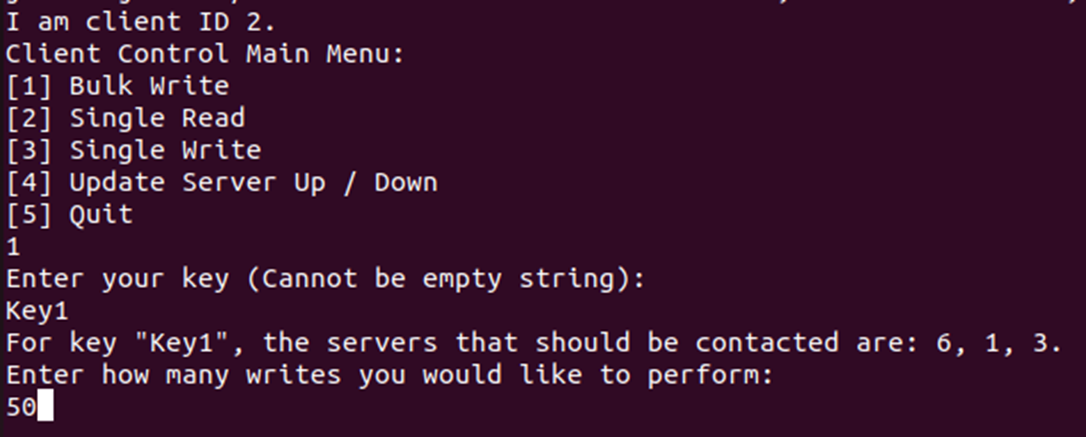 I am client ID 2.
Client Control Main Menu:
[1] Bulk Write
[2] Single Read
[3] Single Write
[4] Update Server Up / Down
[5] Quit
1
Enter your key (Cannot be empty string):
Key1
For key "Key1", the servers that should be contacted are: 6, 1, 3.
Enter how many writes you would like to perform:
50